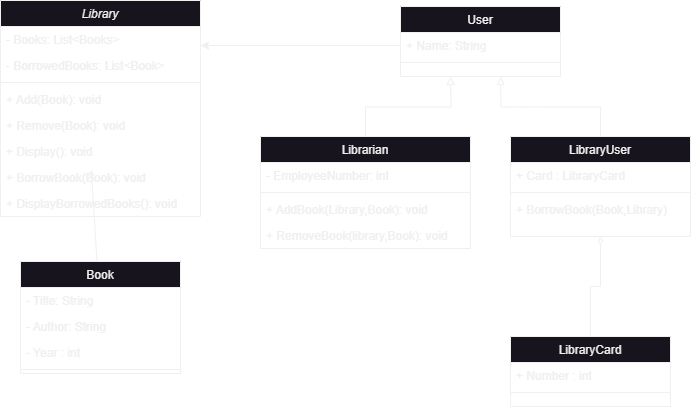 Library
- Books: List<Books>
- BorrowedBooks: List<Book>
+ Add(Book): void
+ Remove(Book): void
+ Display(): void
+ BorrowBook(Book): void
+ DisplayBorrowedBooks(): void
User
+ Name: String
Librarian
- EmployeeNumber: int
+ AddBook(Library,Book): void
+ RemoveBook(library,Book): void
LibraryUser
+ Card : LibraryCard
+ BorrowBook(Book,Library)
Book
- Title; String
- Author: String
- Year : int
LibraryCard
+ Number : int